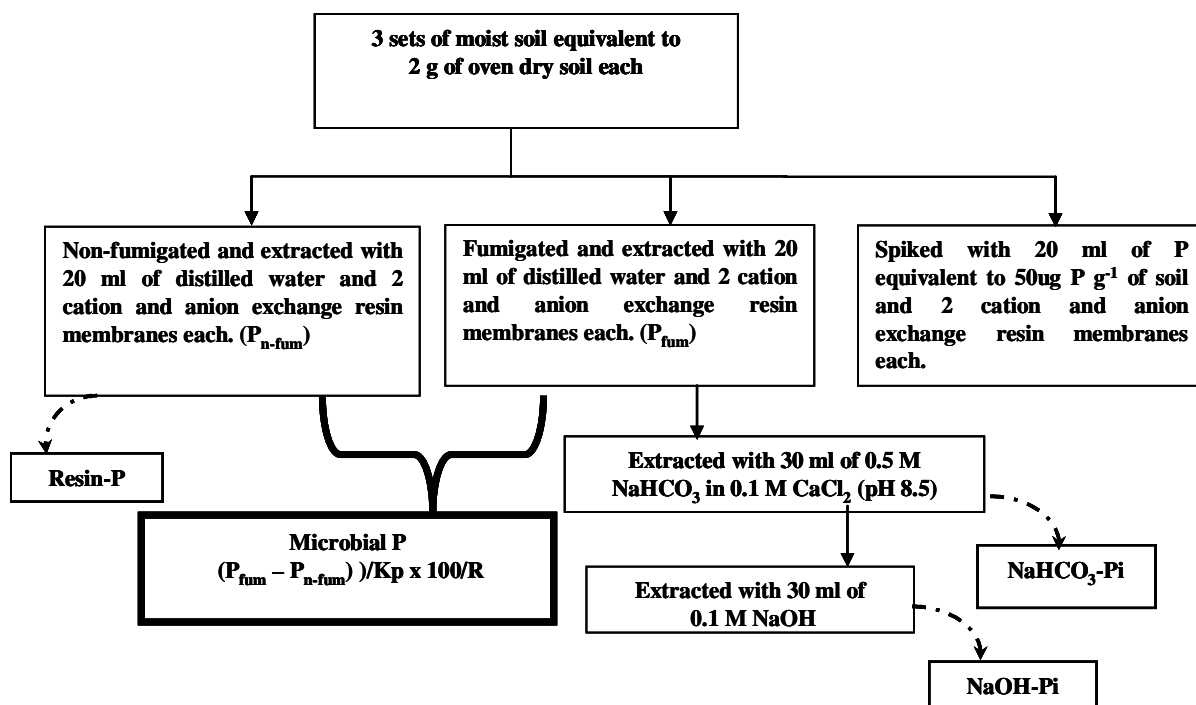 3 sets of moist soil equivalent to
2 g of oven dry soil each
Non-fumigated and extracted with
20 ml of distilled water and 2
cation and anion exchange resin
membranes each. (Pn-fum)
Fumigated and extracted with 20
ml of distilled water and 2 cation
and anion exchange resin
membranes each. (Pfum)
Spiked with 20 ml of P
equivalent to 50ug P g-1 of soil
and 2 cation and anion
exchange resin membranes
each.
Resin-P
Extracted with 30 ml of 0.5 M
NaHCO3 in 0.1 M CaCl2 (pH 8.5)
Microbial P
(Pfum – Pn-fum) )/Kp x 100/R
NaHCO3-Pi
Extracted with 30 ml of
0.1 M NaOH
NaOH-Pi